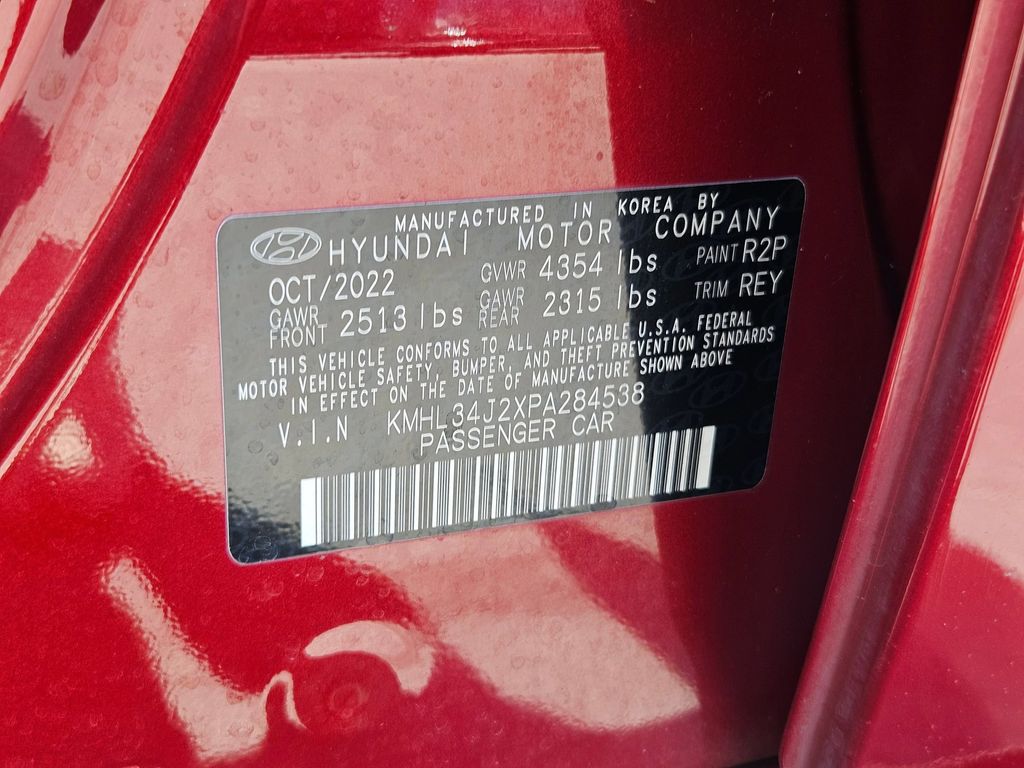 MANUFACTURED IN KOREA BY
HYUNDAI MOTOR COMPANY
OCT/2022 GVWR 4354 lbs PAINT R2P
GAWR FRONT 2513 lbs GAWR REAR 2315 lbs TRIM REY
THIS VEHICLE CONFORMS TO ALL APPLICABLE U.S.A. FEDERAL
MOTOR VEHICLE SAFETY, BUMPER, AND THEFT PREVENTION STANDARDS
IN EFFECT ON THE DATE OF MANUFACTURE SHOWN ABOVE
V.I.N KMHL34J2XPA284538
PASSENGER CAR